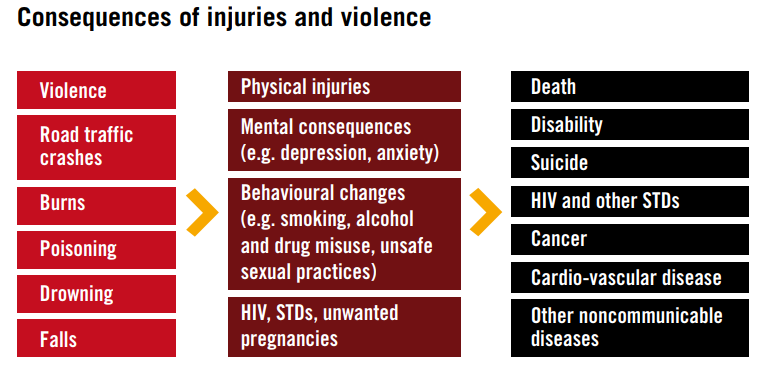 Consequences of injuries and violence
Violence
Road traffic
crashes
Burns
Poisoning
Drowning
Falls
Physical injuries
Mental consequences
(e.g. depression, anxiety)
Behavioural changes
(e.g. smoking, alcohol
and drug misuse, unsafe
sexual practices)
HIV, STDs, unwanted
pregnancies
Death
Disability
Suicide
HIV and other STDs
Cancer
Cardio-vascular disease
Other noncommunicable
diseases